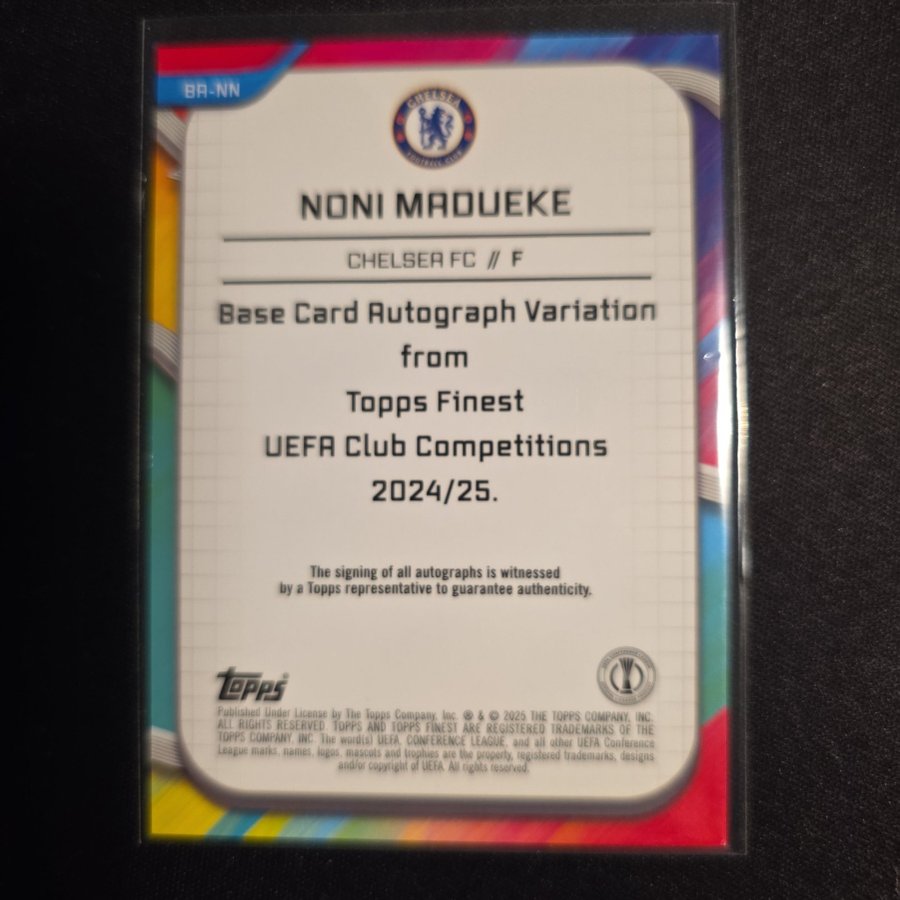 BA-NN
CHELSEA
FOOTBALL CLUB
NONI MADUEKE
CHELSEA FC // F
Base Card Autograph Variation
from
Topps Finest
UEFA Club Competitions
2024/25.
The signing of all autographs is witnessed
by a Topps representative to guarantee authenticity.
topps
Published Under License by The Topps Company, Inc. ® & © 2025 THE TOPPS COMPANY, INC.
ALL RIGHTS RESERVED. TOPPS AND TOPPS FINEST ARE REGISTERED TRADEMARKS OF THE
TOPPS COMPANY, INC. The word(s) UEFA, CONFERENCE LEAGUE, and all other UEFA Conference
League marks, names, logos, mascots and trophies are the property, registered trademarks, designs
and/or copyright of UEFA. All rights reserved.